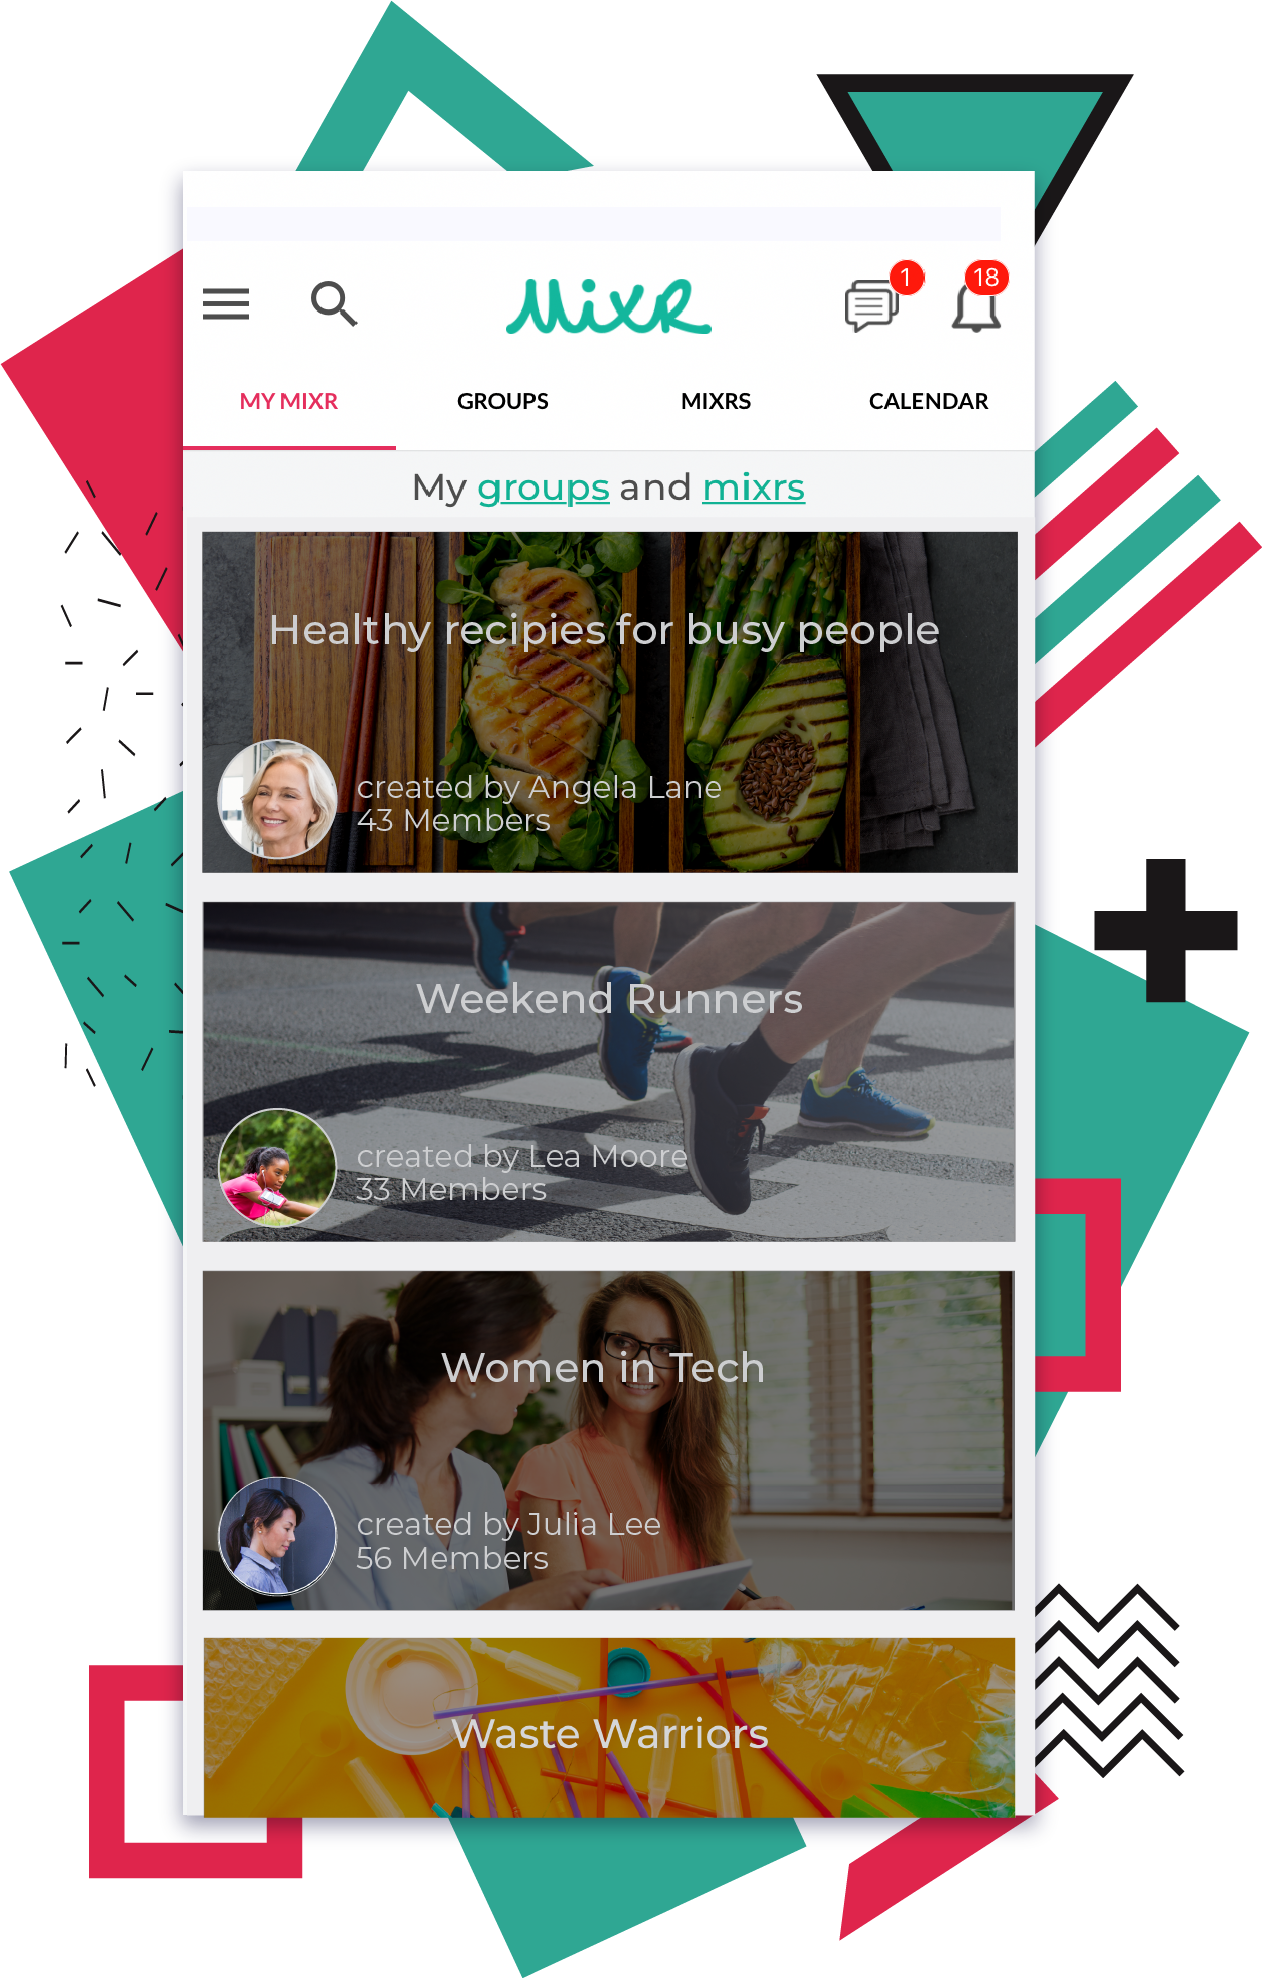 1
18
Mixr
MY MIXR
GROUPS
MIXRS
CALENDAR
My groups and mixrs
Healthy recipies for busy people
created by Angela Lane
43 Members
Weekend Runners
created by Lea Moore
33 Members
Women in Tech
created by Julia Lee
56 Members
Waste Warriors